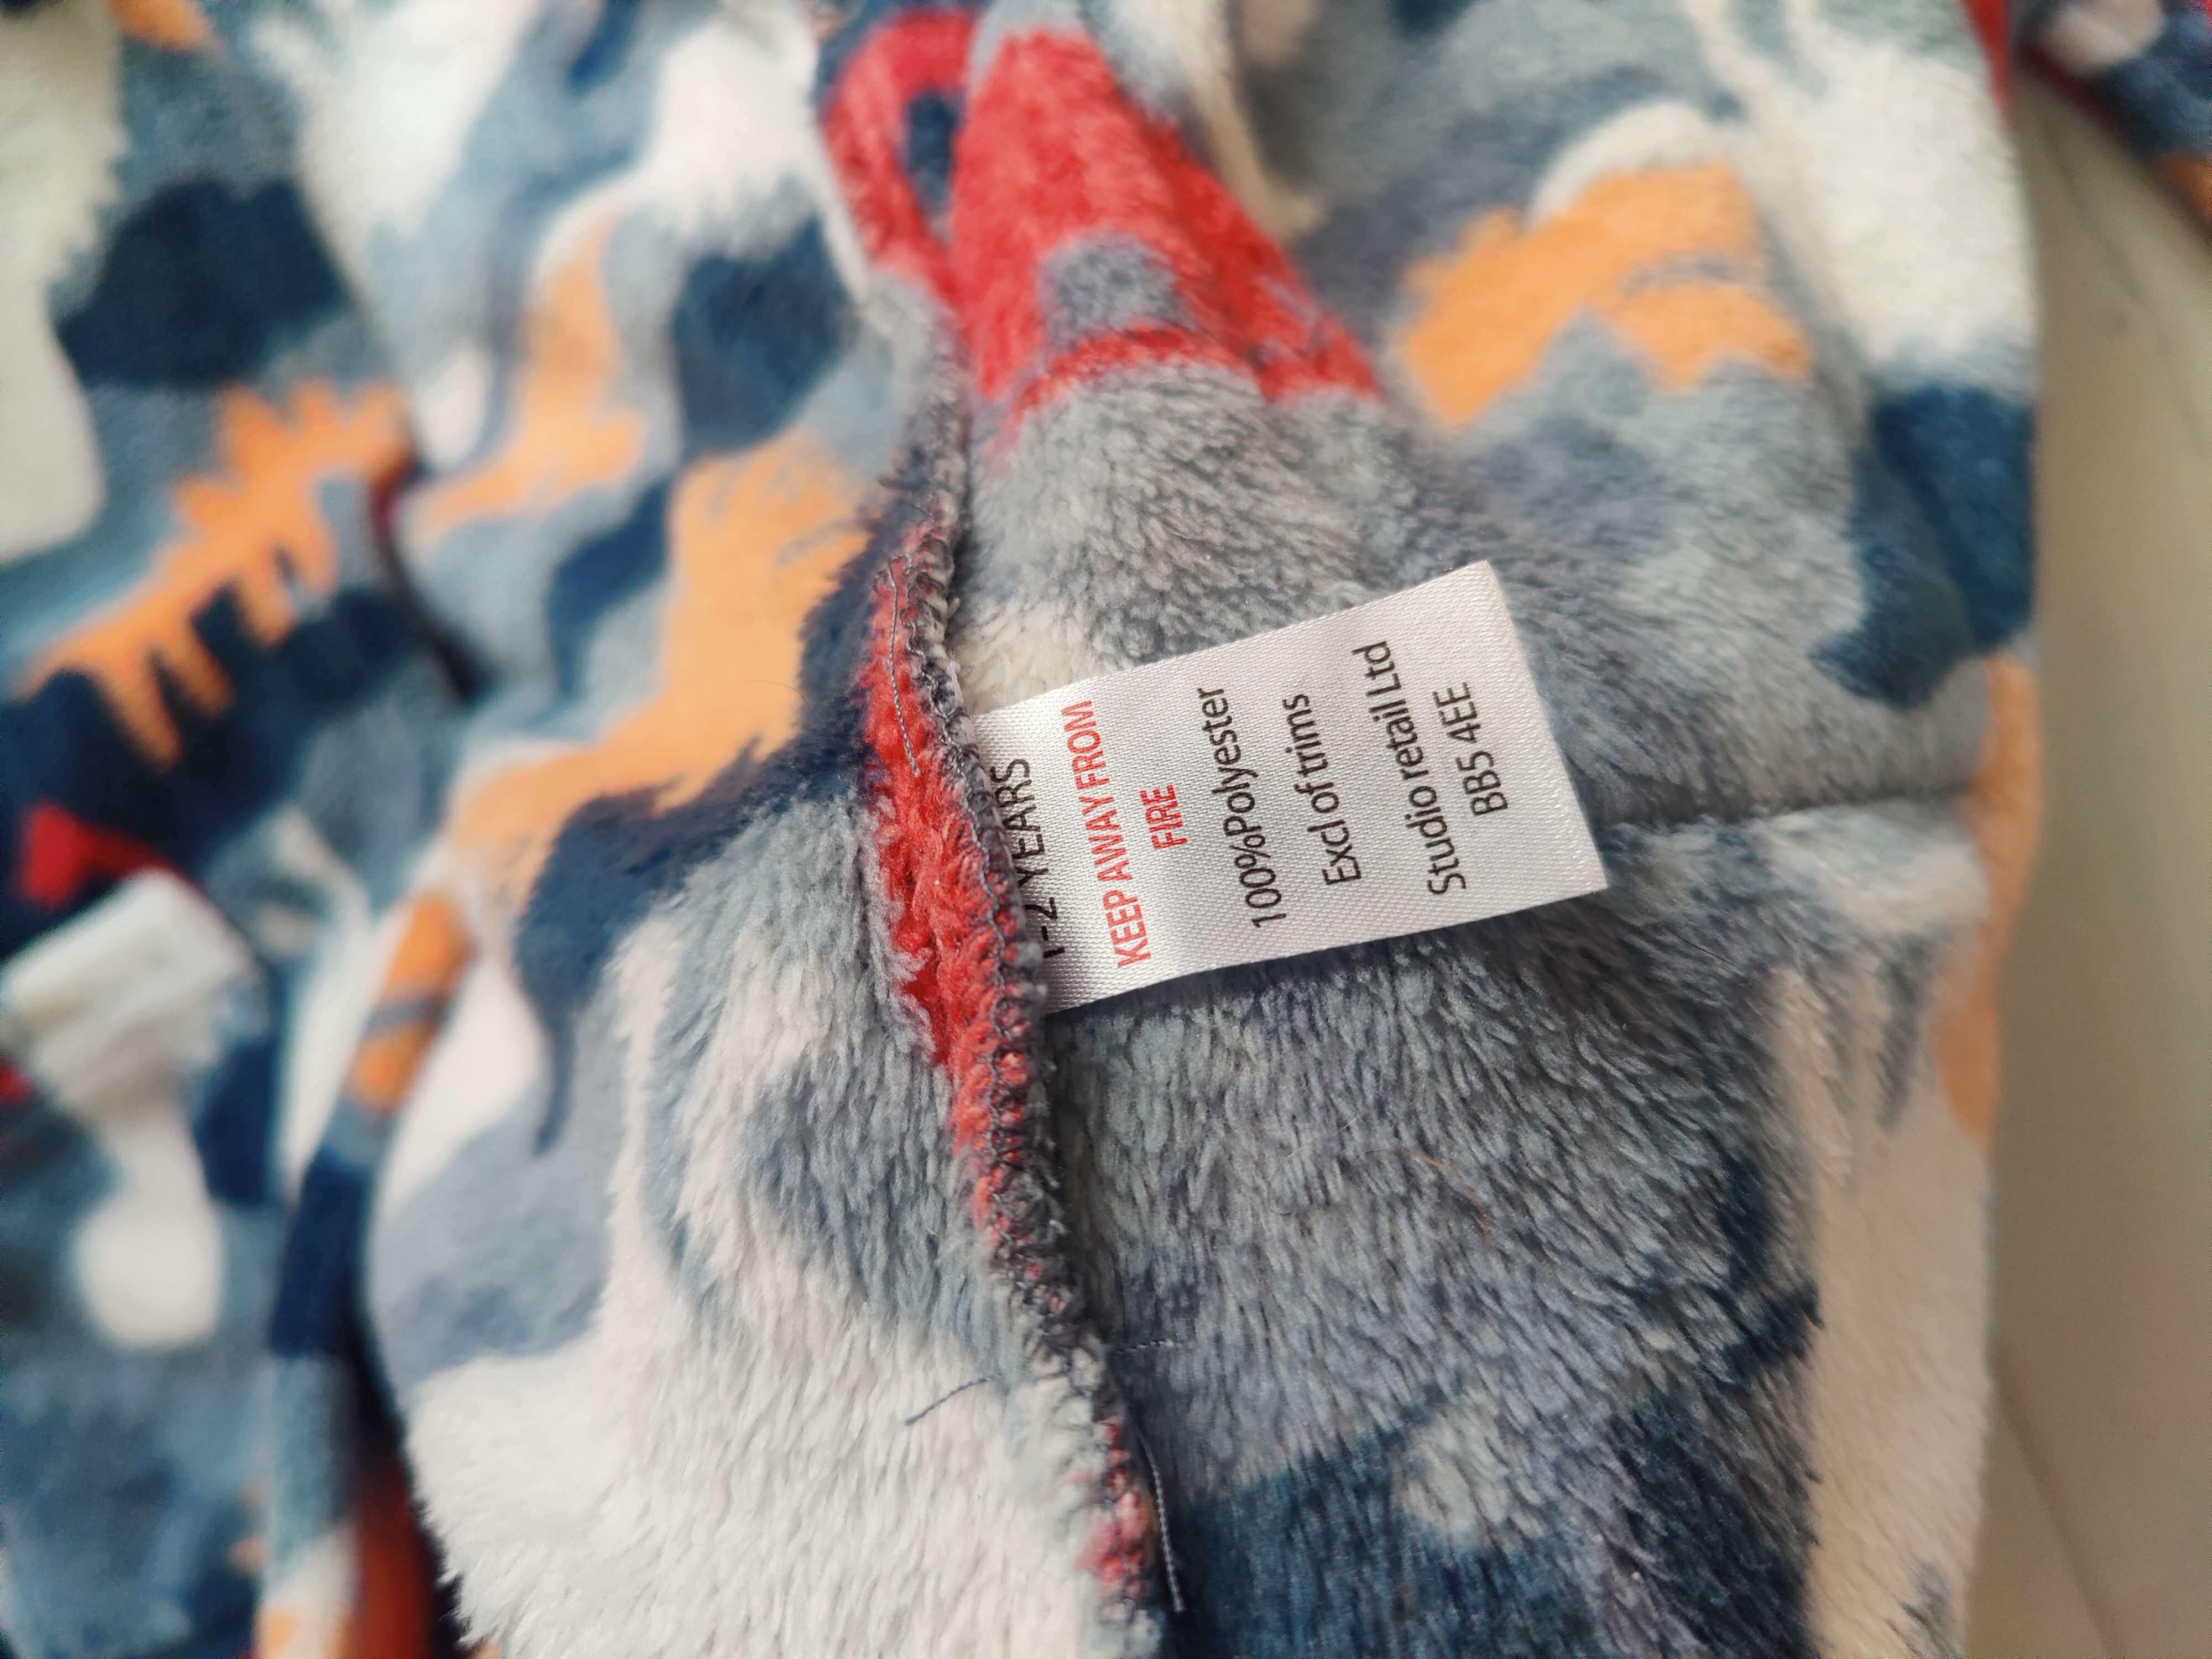 1-2 YEARS
KEEP AWAY FROM
FIRE
100%Polyester
Excl of trims
Studio retail Ltd
BB5 4EE